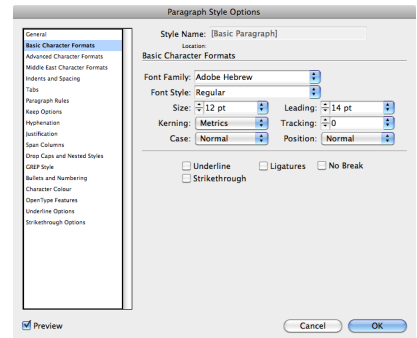 Paragraph Style Options
General
Basic Character Formats
Advanced Character Formats
Middle East Character Formats
Indents and Spacing
Tabs
Paragraph Rules
Keep Options
Hyphenation
Justification
Span Columns
Drop Caps and Nested Styles
GREP Style
Bullets and Numbering
Character Colour
OpenType Features
Underline Options
Strikethrough Options
Style Name: [Basic Paragraph]
Location:
Basic Character Formats
Font Family: Adobe Hebrew
Font Style: Regular
Size: 12 pt Leading: 14 pt
Kerning: Metrics Tracking: 0
Case: Normal Position: Normal
Underline Ligatures No Break
Strikethrough
Preview Cancel OK